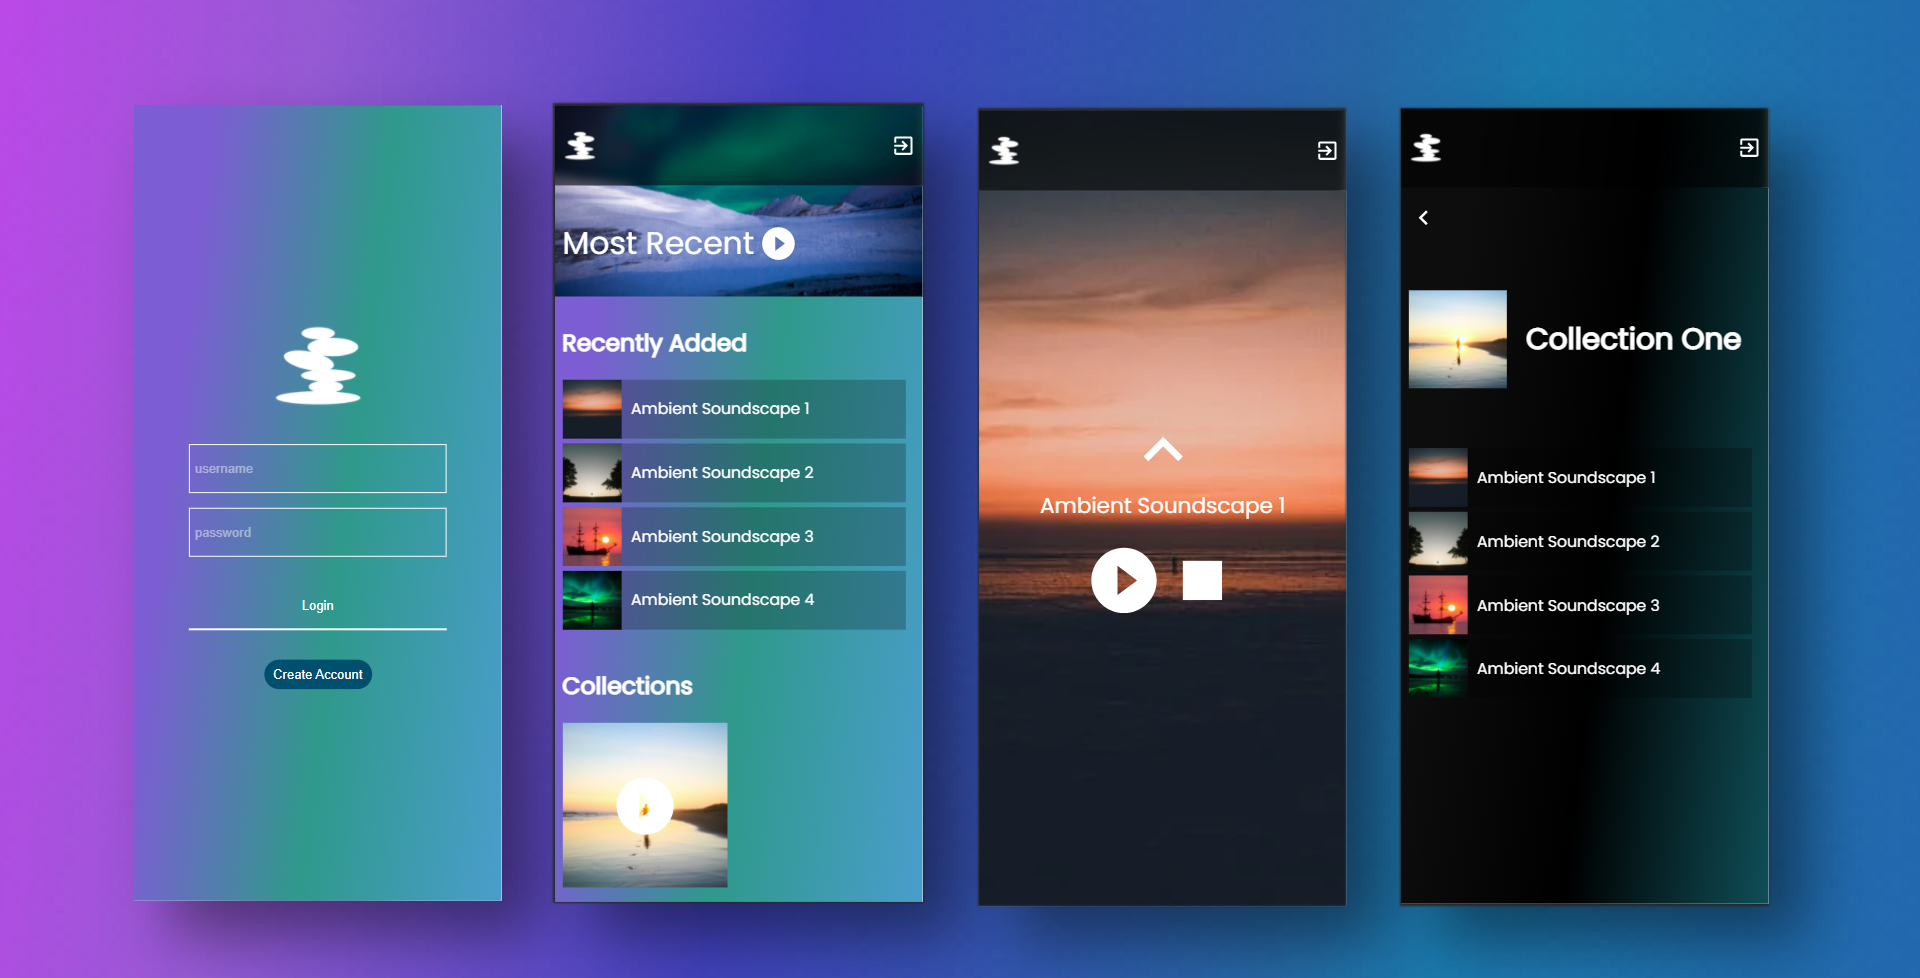 username
password
Login
Create Account
Most Recent
Recently Added
Ambient Soundscape 1
Ambient Soundscape 2
Ambient Soundscape 3
Ambient Soundscape 4
Collections
Ambient Soundscape 1
Collection One
Ambient Soundscape 1
Ambient Soundscape 2
Ambient Soundscape 3
Ambient Soundscape 4